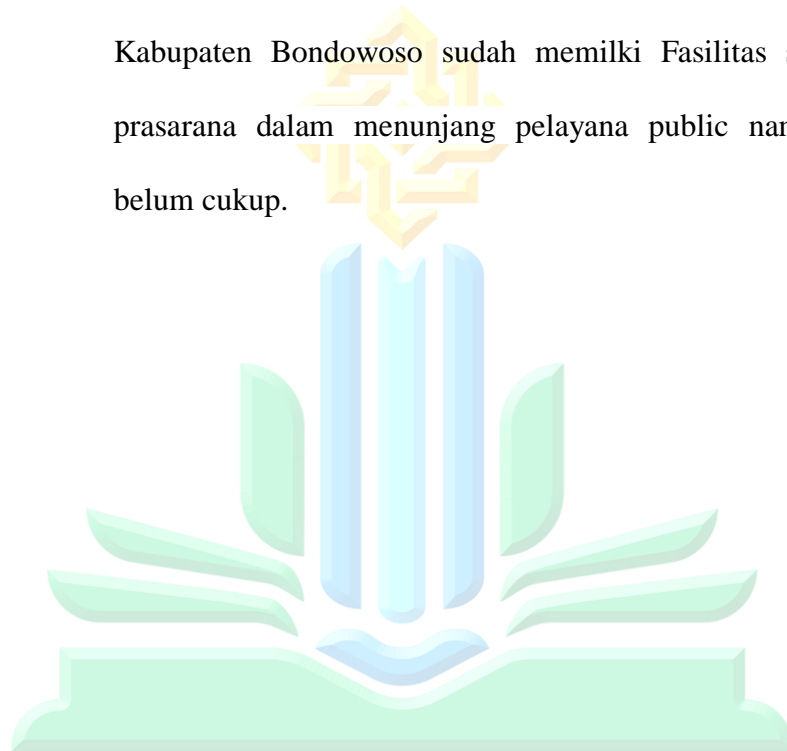 Kabupaten Bondowoso sudah memilki Fasilitas
prasarana dalam menunjang pelayana public
belum cukup.